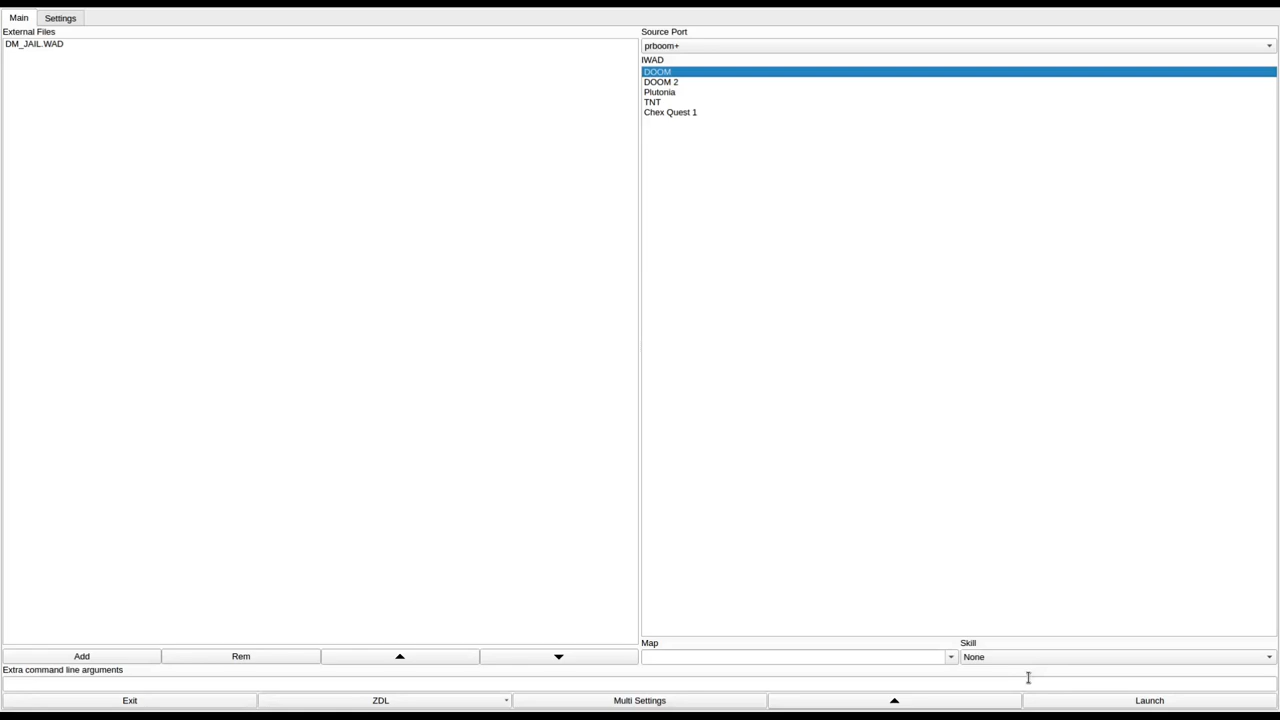 Main
Settings
External Files
DM_JAIL.WAD
Source Port
prboom+
IWAD
DOOM
DOOM 2
Plutonia
TNT
Chex Quest 1
Map
Skill
None
Add
Rem
Extra command line arguments
Exit
ZDL
Multi Settings
Launch